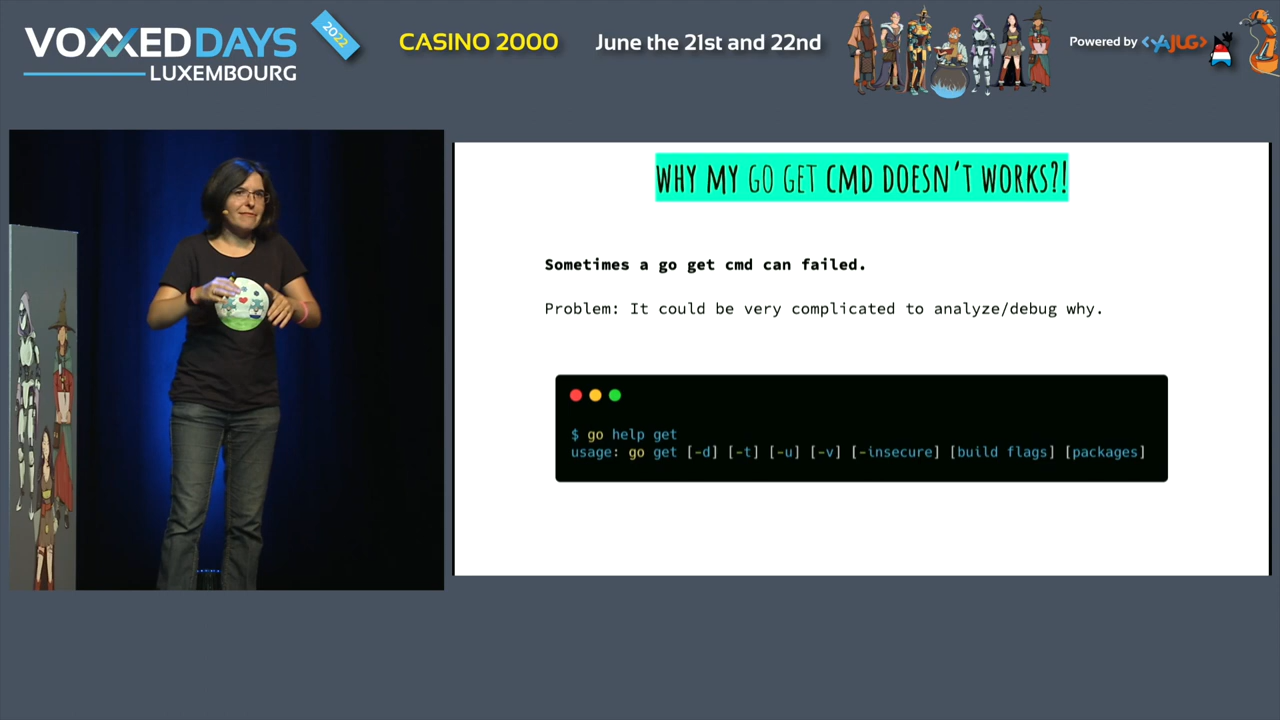 VOXXED DAYS
LUXEMBOURG
2022
CASINO 2000
June the 21st and 22nd
Powered by <YAJUG>
WHY MY GO GET CMD DOESN'T WORKS?!
Sometimes a go get cmd can failed.
Problem: It could be very complicated to analyze/debug why.
$ go help get
usage: go get [-d] [-t] [-u] [-v] [-insecure] [build flags] [packages]